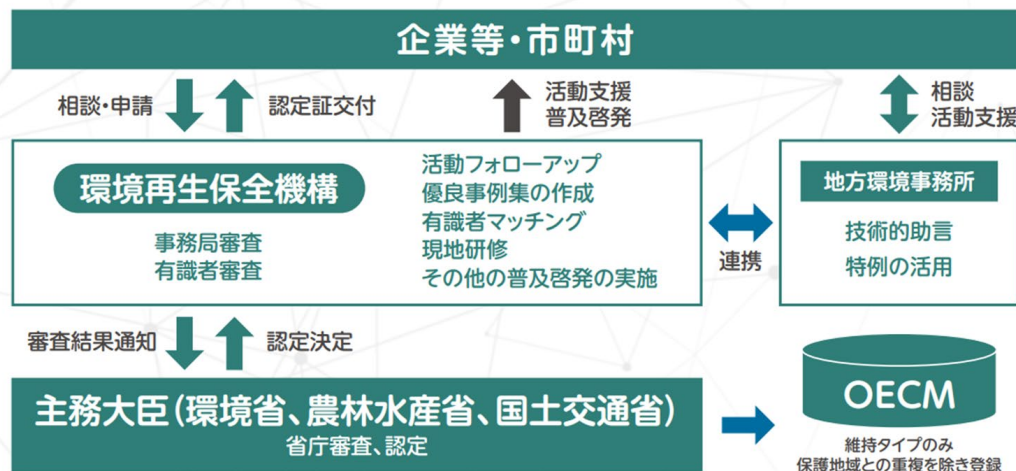 企業等・市町村
相談・申請
認定証交付
活動支援
普及啓発
相談
活動支援
環境再生保全機構
事務局審査
有識者審査
活動フォローアップ
優良事例集の作成
有識者マッチング
現地研修
その他の普及啓発の実施
連携
地方環境事務所
技術的助言
特例の活用
審査結果通知
認定決定
主務大臣(環境省、農林水産省、国土交通省)
省庁審査、認定
OECM
維持タイプのみ
保護地域との重複を除き登録